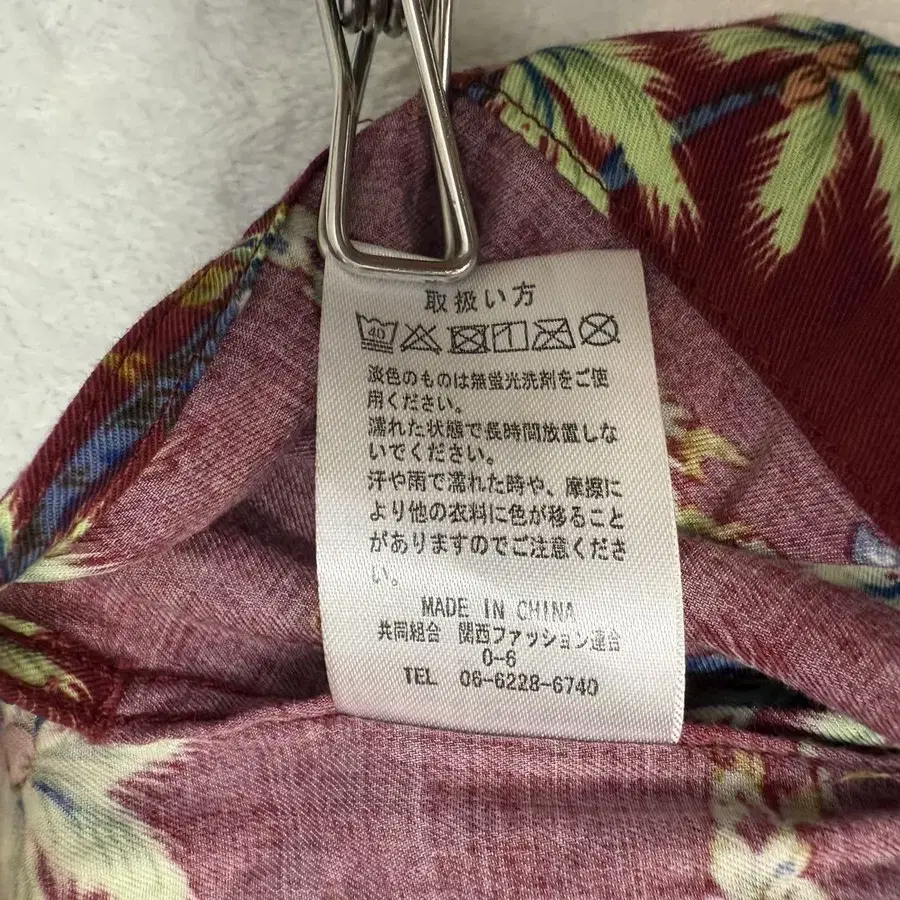 取扱い方
40
淡色のものは無蛍光洗剤をご使
用ください。
濡れた状態で長時間放置しな
いでください。
汗や雨で濡れた時や、摩擦に
より他の衣料に色が移ること
がありますのでご注意くださ
い。
MADE IN CHINA
共同組合 関西ファッション連合
0-6
TEL 06-6228-6740